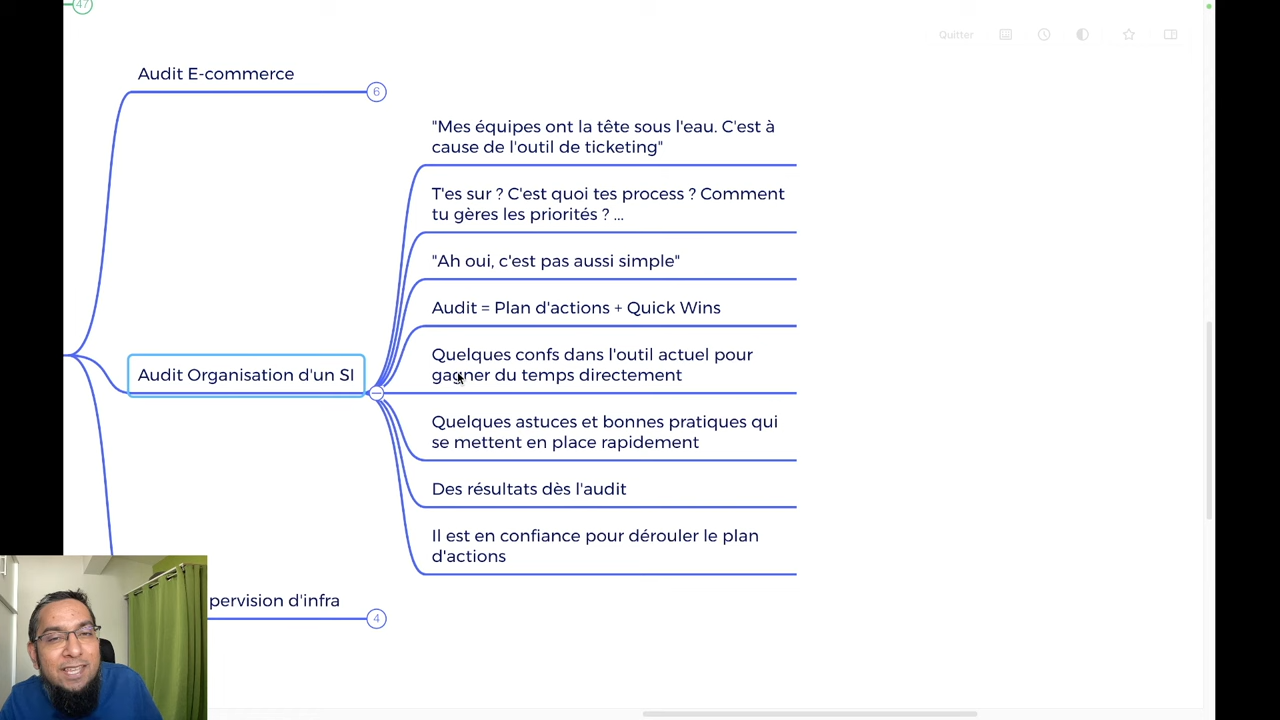 47
Quitter
Audit E-commerce
6
"Mes équipes ont la tête sous l'eau. C'est à
cause de l'outil de ticketing"
T'es sur ? C'est quoi tes process ? Comment
tu gères les priorités ? ...
"Ah oui, c'est pas aussi simple"
Audit = Plan d'actions + Quick Wins
Quelques confs dans l'outil actuel pour
gagner du temps directement
Audit Organisation d'un SI
Quelques astuces et bonnes pratiques qui
se mettent en place rapidement
Des résultats dès l'audit
Il est en confiance pour dérouler le plan
d'actions
pervision d'infra
4